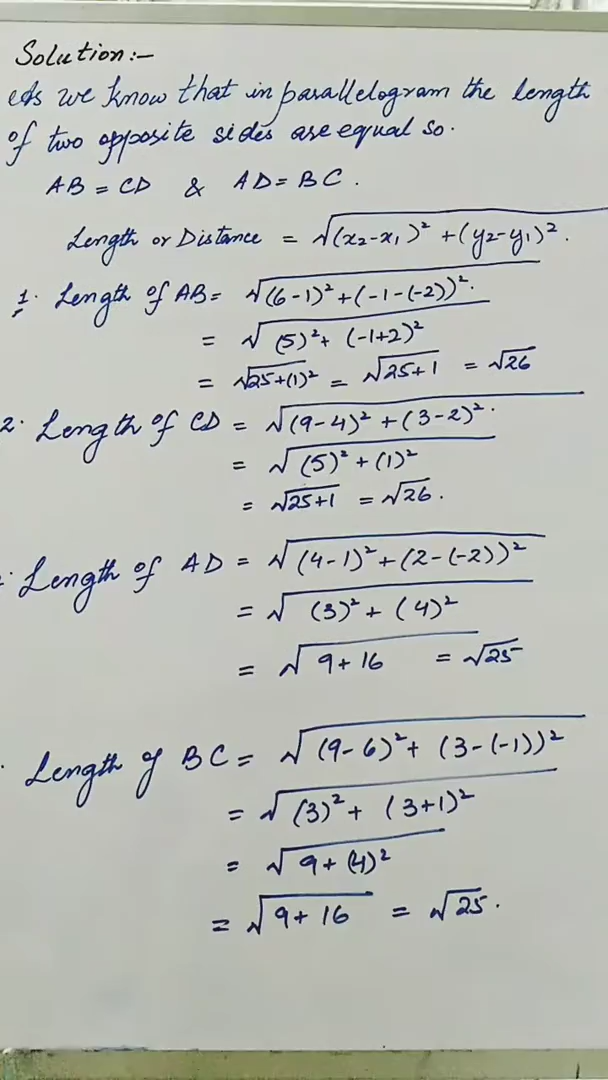 Solution:-
As we know that in parallelogram the length
of two opposite sides are equal so.
AB = CD & AD = BC.
Length or Distance = √(x₂-x₁)² + (y₂-y₁)².
1. Length of AB = √(6-1)² + (-1-(-2))².
= √(5)² + (-1+2)²
= √25+(1)² = √25+1 = √26
2. Length of CD = √(9-4)² + (3-2)².
= √(5)² + (1)²
= √25+1 = √26.
Length of AD = √(4-1)² + (2-(-2))²
= √(3)² + (4)²
= √9+16 = √25
Length of BC = √(9-6)² + (3-(-1))²
= √(3)² + (3+1)²
= √9+(4)²
= √9+16 = √25.